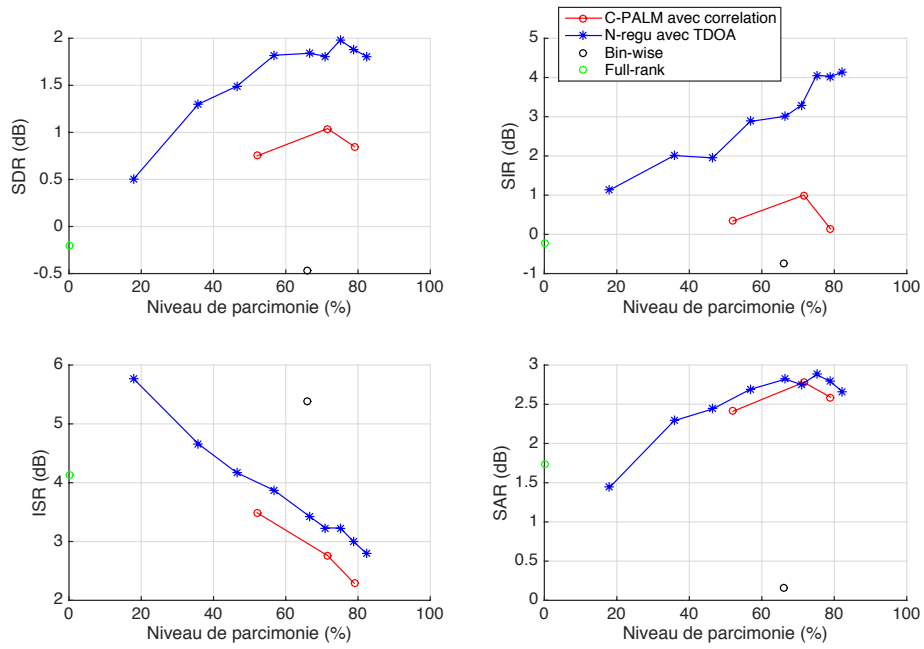 2
1.5
1
0.5
0
-0.5
SDR (dB)
0 20 40 60 80 100
Niveau de parcimonie (%)
C-PALM avec correlation
N-regu avec TDOA
Bin-wise
Full-rank
5
4
3
2
1
0
-1
SIR (dB)
0 20 40 60 80 100
Niveau de parcimonie (%)
6
5
4
3
2
ISR (dB)
0 20 40 60 80 100
Niveau de parcimonie (%)
3
2.5
2
1.5
1
0.5
0
SAR (dB)
0 20 40 60 80 100
Niveau de parcimonie (%)